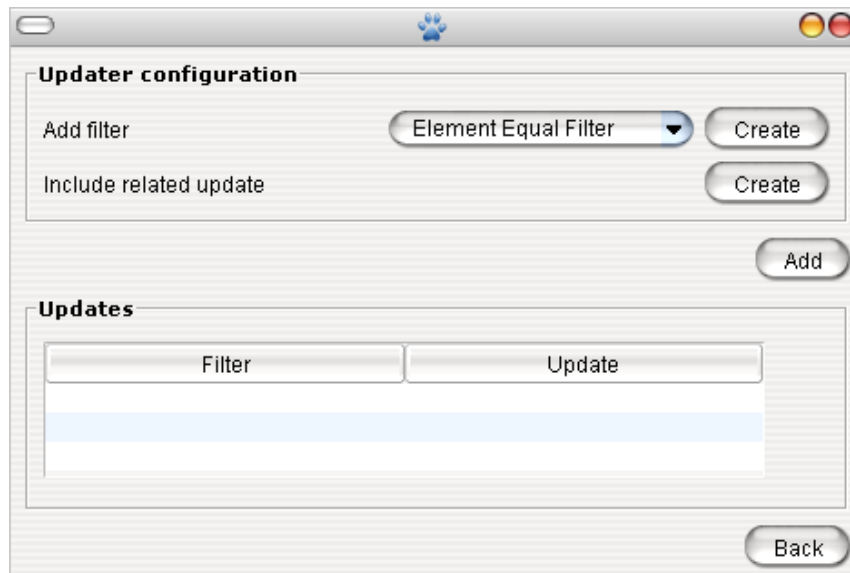 Updater configuration
Add filter Element Equal Filter Create
Include related update Create
Add
Updates
Filter Update
Back